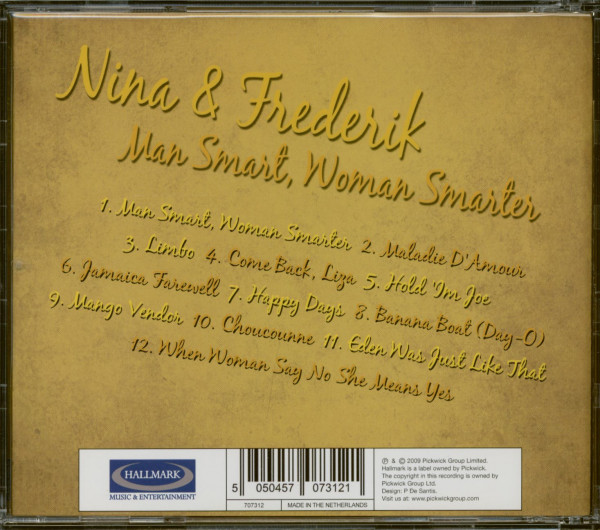 Nina & Frederik
Man Smart, Woman Smarter
1. Man Smart, Woman Smarter 2. Maladie D'Amour
3. Limbo 4. Come Back, Liza 5. Hold 'Im Joe
6. Jamaica Farewell 7. Happy Days 8. Banana Boat (Day-O)
9. Mango Vendor 10. Choucounne 11. Eden Was Just Like That
12. When Woman Say No She Means Yes
HALLMARK
MUSIC & ENTERTAINMENT
5 050457 073121
707312 MADE IN THE NETHERLANDS
℗ & © 2009 Pickwick Group Limited.
Hallmark is a label owned by Pickwick.
The copyright in this recording is owned by
Pickwick Group Ltd.
Design: P De Santis.
Visit us at: www.pickwickgroup.com